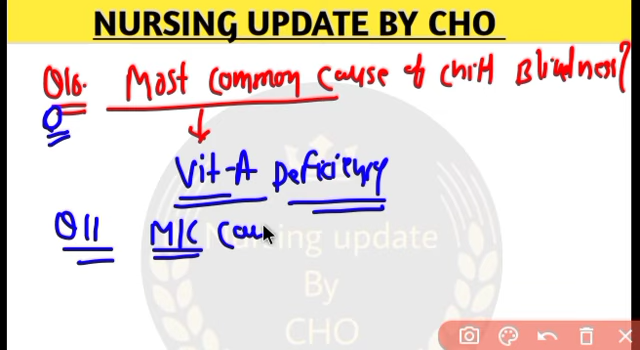 NURSING UPDATE BY CHO
Q10. Most Common Cause of Child Blindness?
Vit-A Deficiency
Q11 M/C Cau
Nursing update
By
CHO